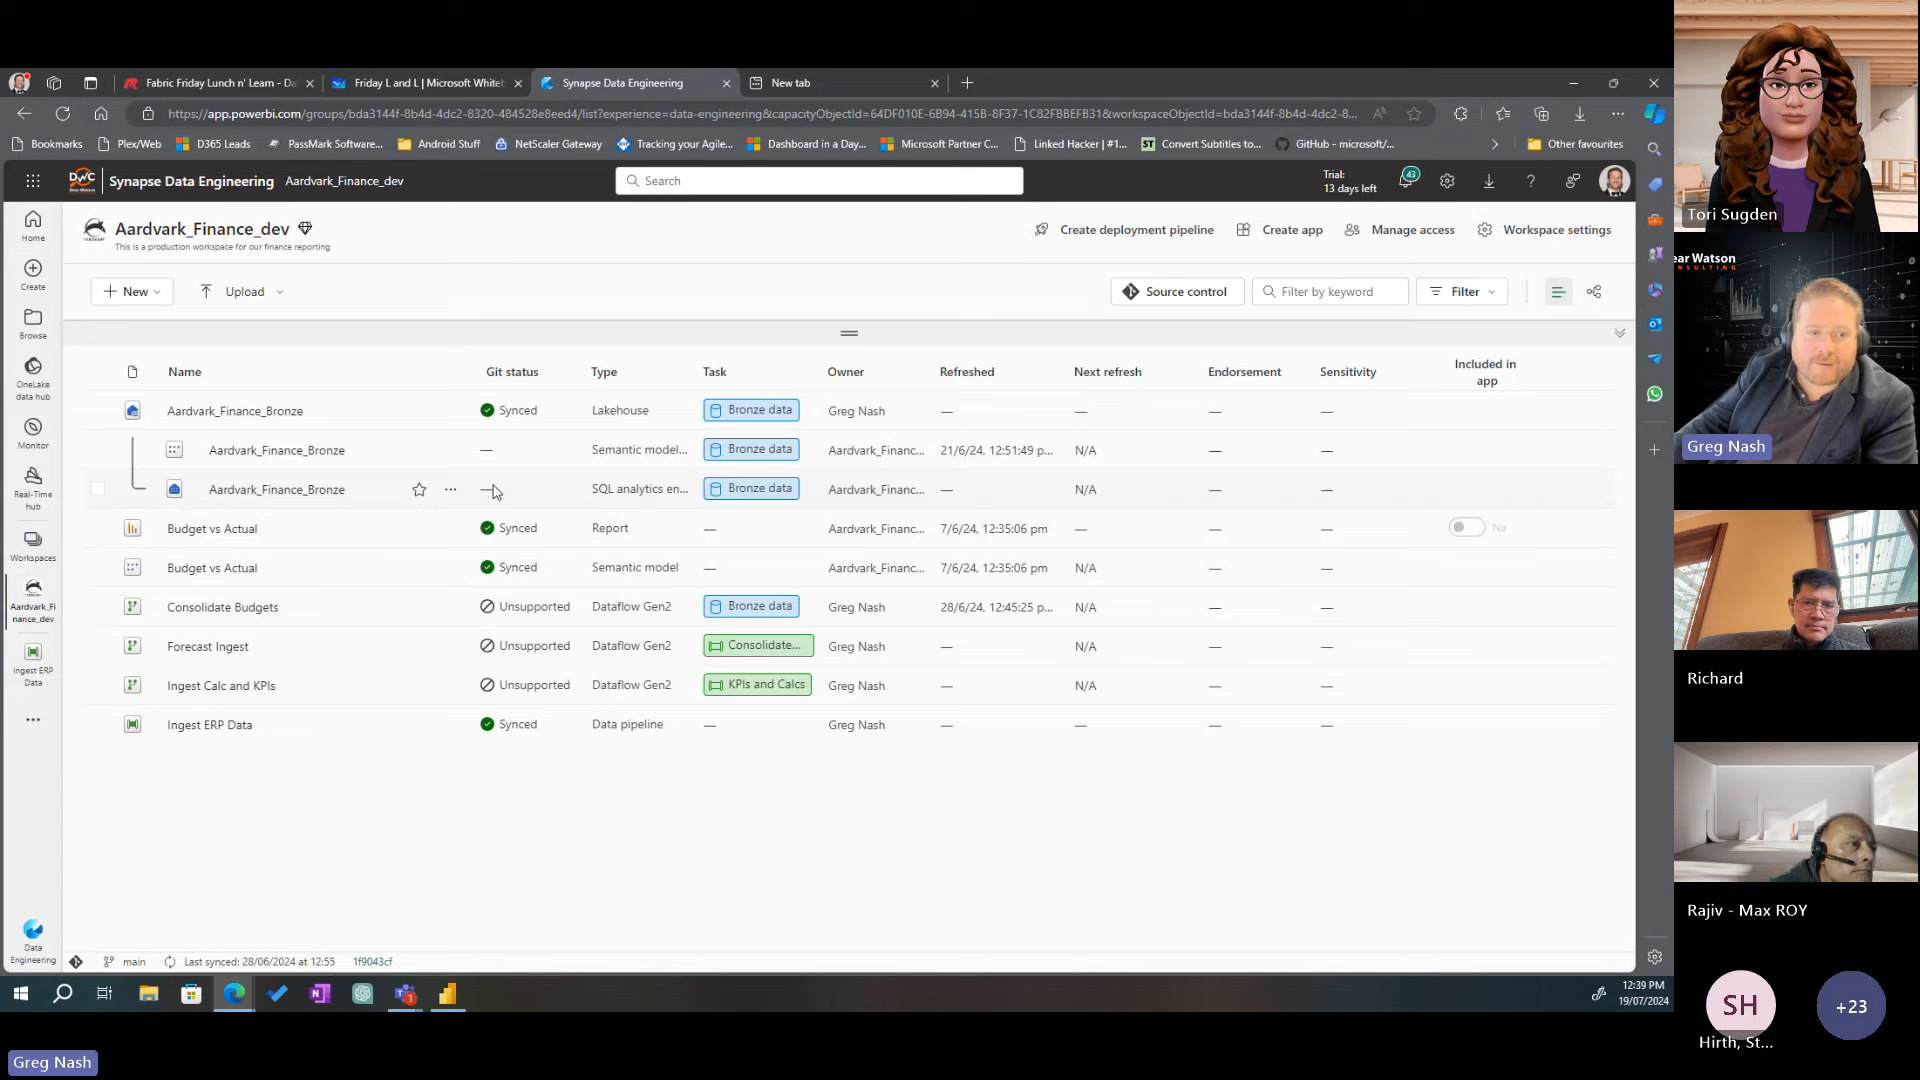 Fabric Friday Lunch n' Learn - Da
Friday L and L | Microsoft Whiteb
Synapse Data Engineering
New tab
https://app.powerbi.com/groups/bda3144f-8b4d-4dc2-8320-484528e8eed4/list?experience=data-engineering&capacityObjectId=64DF010E-6B94-415B-8F37-1C82FBBEFB31&workspaceObjectId=bda3144f-8b4d-4dc2-8...
Bookmarks
Plex/Web
D365 Leads
PassMark Software...
Android Stuff
NetScaler Gateway
Tracking your Agile...
Dashboard in a Day...
Microsoft Partner C...
Linked Hacker | #1...
ST Convert Subtitles to...
GitHub - microsoft/...
Other favourites
DWC
Synapse Data Engineering
Aardvark_Finance_dev
Search
Trial:
13 days left
43
Home
Create
Browse
OneLake
data hub
Monitor
Real-Time
hub
Workspaces
Aardvark_Fi
nance_dev
Ingest ERP
Data
Data
Engineering
Aardvark_Finance_dev
This is a production workspace for our finance reporting
Create deployment pipeline
Create app
Manage access
Workspace settings
New
Upload
Source control
Filter by keyword
Filter
Name Git status Type Task Owner Refreshed Next refresh Endorsement Sensitivity Included in
app
Aardvark_Finance_Bronze Synced Lakehouse Bronze data Greg Nash — — — —
Aardvark_Finance_Bronze — Semantic model... Bronze data Aardvark_Financ... 21/6/24, 12:51:49 p... N/A — —
Aardvark_Finance_Bronze — SQL analytics en... Bronze data Aardvark_Financ... — N/A — —
Budget vs Actual Synced Report — Aardvark_Financ... 7/6/24, 12:35:06 pm — — — No
Budget vs Actual Synced Semantic model — Aardvark_Financ... 7/6/24, 12:35:06 pm N/A — —
Consolidate Budgets Unsupported Dataflow Gen2 Bronze data Greg Nash 28/6/24, 12:45:25 p... N/A — —
Forecast Ingest Unsupported Dataflow Gen2 Consolidate... Greg Nash — N/A — —
Ingest Calc and KPIs Unsupported Dataflow Gen2 KPIs and Calcs Greg Nash — N/A — —
Ingest ERP Data Synced Data pipeline — Greg Nash — — — —
main
Last synced: 28/06/2024 at 12:55
1f9043cf
12:39 PM
19/07/2024
Greg Nash
Tori Sugden
ear Watson
NSULTING
Greg Nash
Richard
Rajiv - Max ROY
SH
Hirth, St...
+23